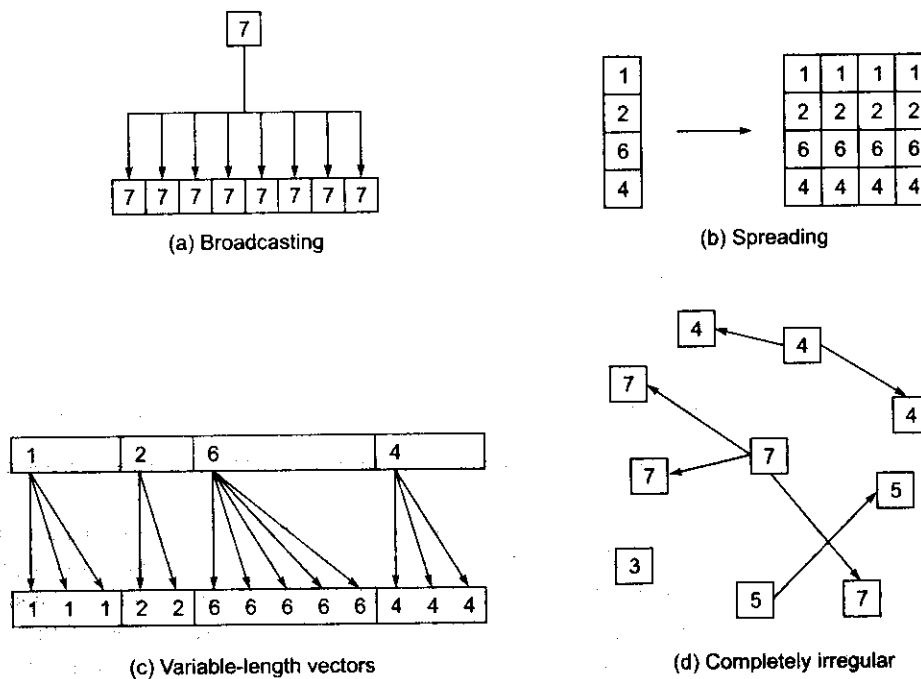 7
7 7 7 7 7 7 7 7
(a) Broadcasting
1
2
6
4
1 1 1 1
2 2 2 2
6 6 6 6
4 4 4 4
(b) Spreading
1 2 6 4
1 1 1 2 2 6 6 6 6 6 4 4 4
(c) Variable-length vectors
4 4
7 4
7 7
5
3
5 7
(d) Completely irregular